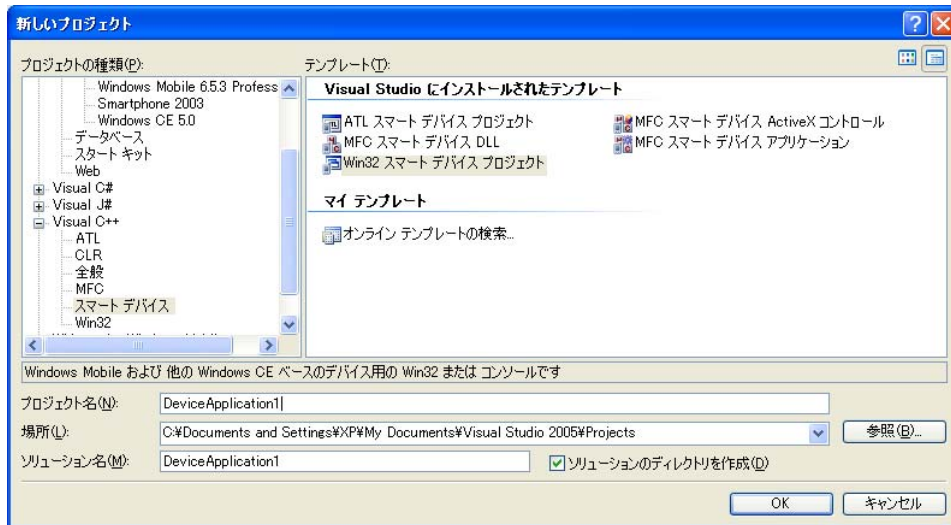 新しいプロジェクト
プロジェクトの種類(P):
Windows Mobile 6.5.3 Profess
Smartphone 2003
Windows CE 5.0
データベース
スタート キット
Web
Visual C#
Visual J#
Visual C++
ATL
CLR
全般
MFC
スマート デバイス
Win32
テンプレート(T):
Visual Studio にインストールされたテンプレート
ATL スマート デバイス プロジェクト
MFC スマート デバイス ActiveX コントロール
MFC スマート デバイス DLL
MFC スマート デバイス アプリケーション
Win32 スマート デバイス プロジェクト
マイ テンプレート
オンライン テンプレートの検索...
Windows Mobile および 他の Windows CE ベースのデバイス用の Win32 または コンソールです
プロジェクト名(N):
DeviceApplication1
場所(L):
C:¥Documents and Settings¥XP¥My Documents¥Visual Studio 2005¥Projects
参照(B)...
ソリューション名(M):
DeviceApplication1
ソリューションのディレクトリを作成(D)
OK
キャンセル